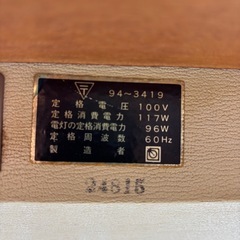 〒 94~3419
定格電圧 100V
定格消費電力 117W
電灯の定格消費電力 96W
定格周波数 60Hz
製造者
24815